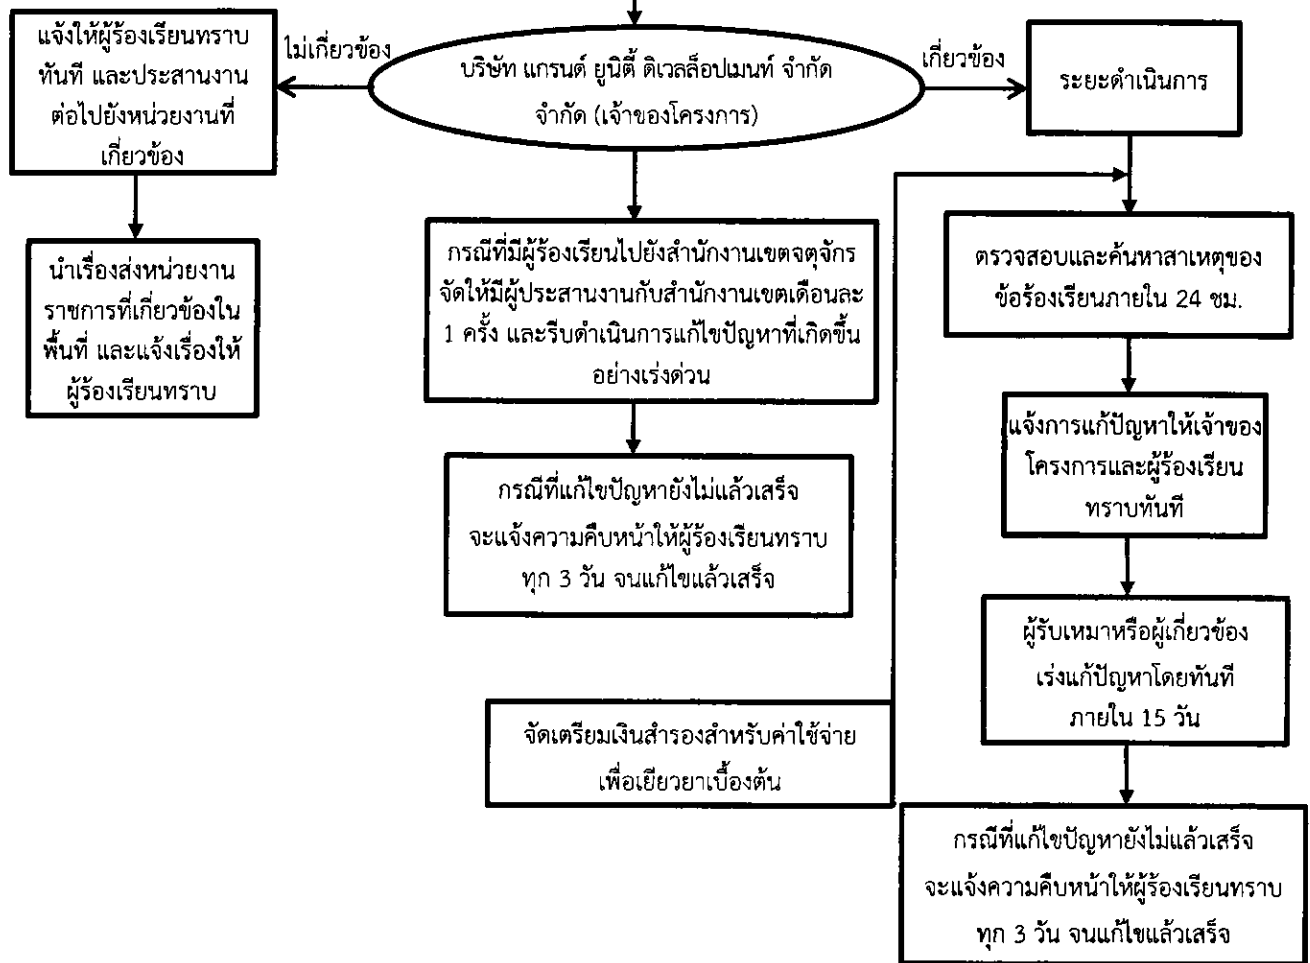 แจ้งให้ผู้ร้องเรียนทราบ
ทันที และประสานงาน
ต่อไปยังหน่วยงานที่
เกี่ยวข้อง
ไม่เกี่ยวข้อง
บริษัท แกรนด์ ยูนิตี้ ดิเวลล็อปเมนท์ จำกัด
จำกัด (เจ้าของโครงการ)
เกี่ยวข้อง
ระยะดำเนินการ
นำเรื่องส่งหน่วยงาน
ราชการที่เกี่ยวข้องใน
พื้นที่ และแจ้งเรื่องให้
ผู้ร้องเรียนทราบ
กรณีที่มีผู้ร้องเรียนไปยังสำนักงานเขตจตุจักร
จัดให้มีผู้ประสานงานกับสำนักงานเขตเดือนละ
1 ครั้ง และรีบดำเนินการแก้ไขปัญหาที่เกิดขึ้น
อย่างเร่งด่วน
กรณีที่แก้ไขปัญหายังไม่แล้วเสร็จ
จะแจ้งความคืบหน้าให้ผู้ร้องเรียนทราบ
ทุก 3 วัน จนแก้ไขแล้วเสร็จ
จัดเตรียมเงินสำรองสำหรับค่าใช้จ่าย
เพื่อเยียวยาเบื้องต้น
ตรวจสอบและค้นหาสาเหตุของ
ข้อร้องเรียนภายใน 24 ชม.
แจ้งการแก้ปัญหาให้เจ้าของ
โครงการและผู้ร้องเรียน
ทราบทันที
ผู้รับเหมาหรือผู้เกี่ยวข้อง
เร่งแก้ปัญหาโดยทันที
ภายใน 15 วัน
กรณีที่แก้ไขปัญหายังไม่แล้วเสร็จ
จะแจ้งความคืบหน้าให้ผู้ร้องเรียนทราบ
ทุก 3 วัน จนแก้ไขแล้วเสร็จ